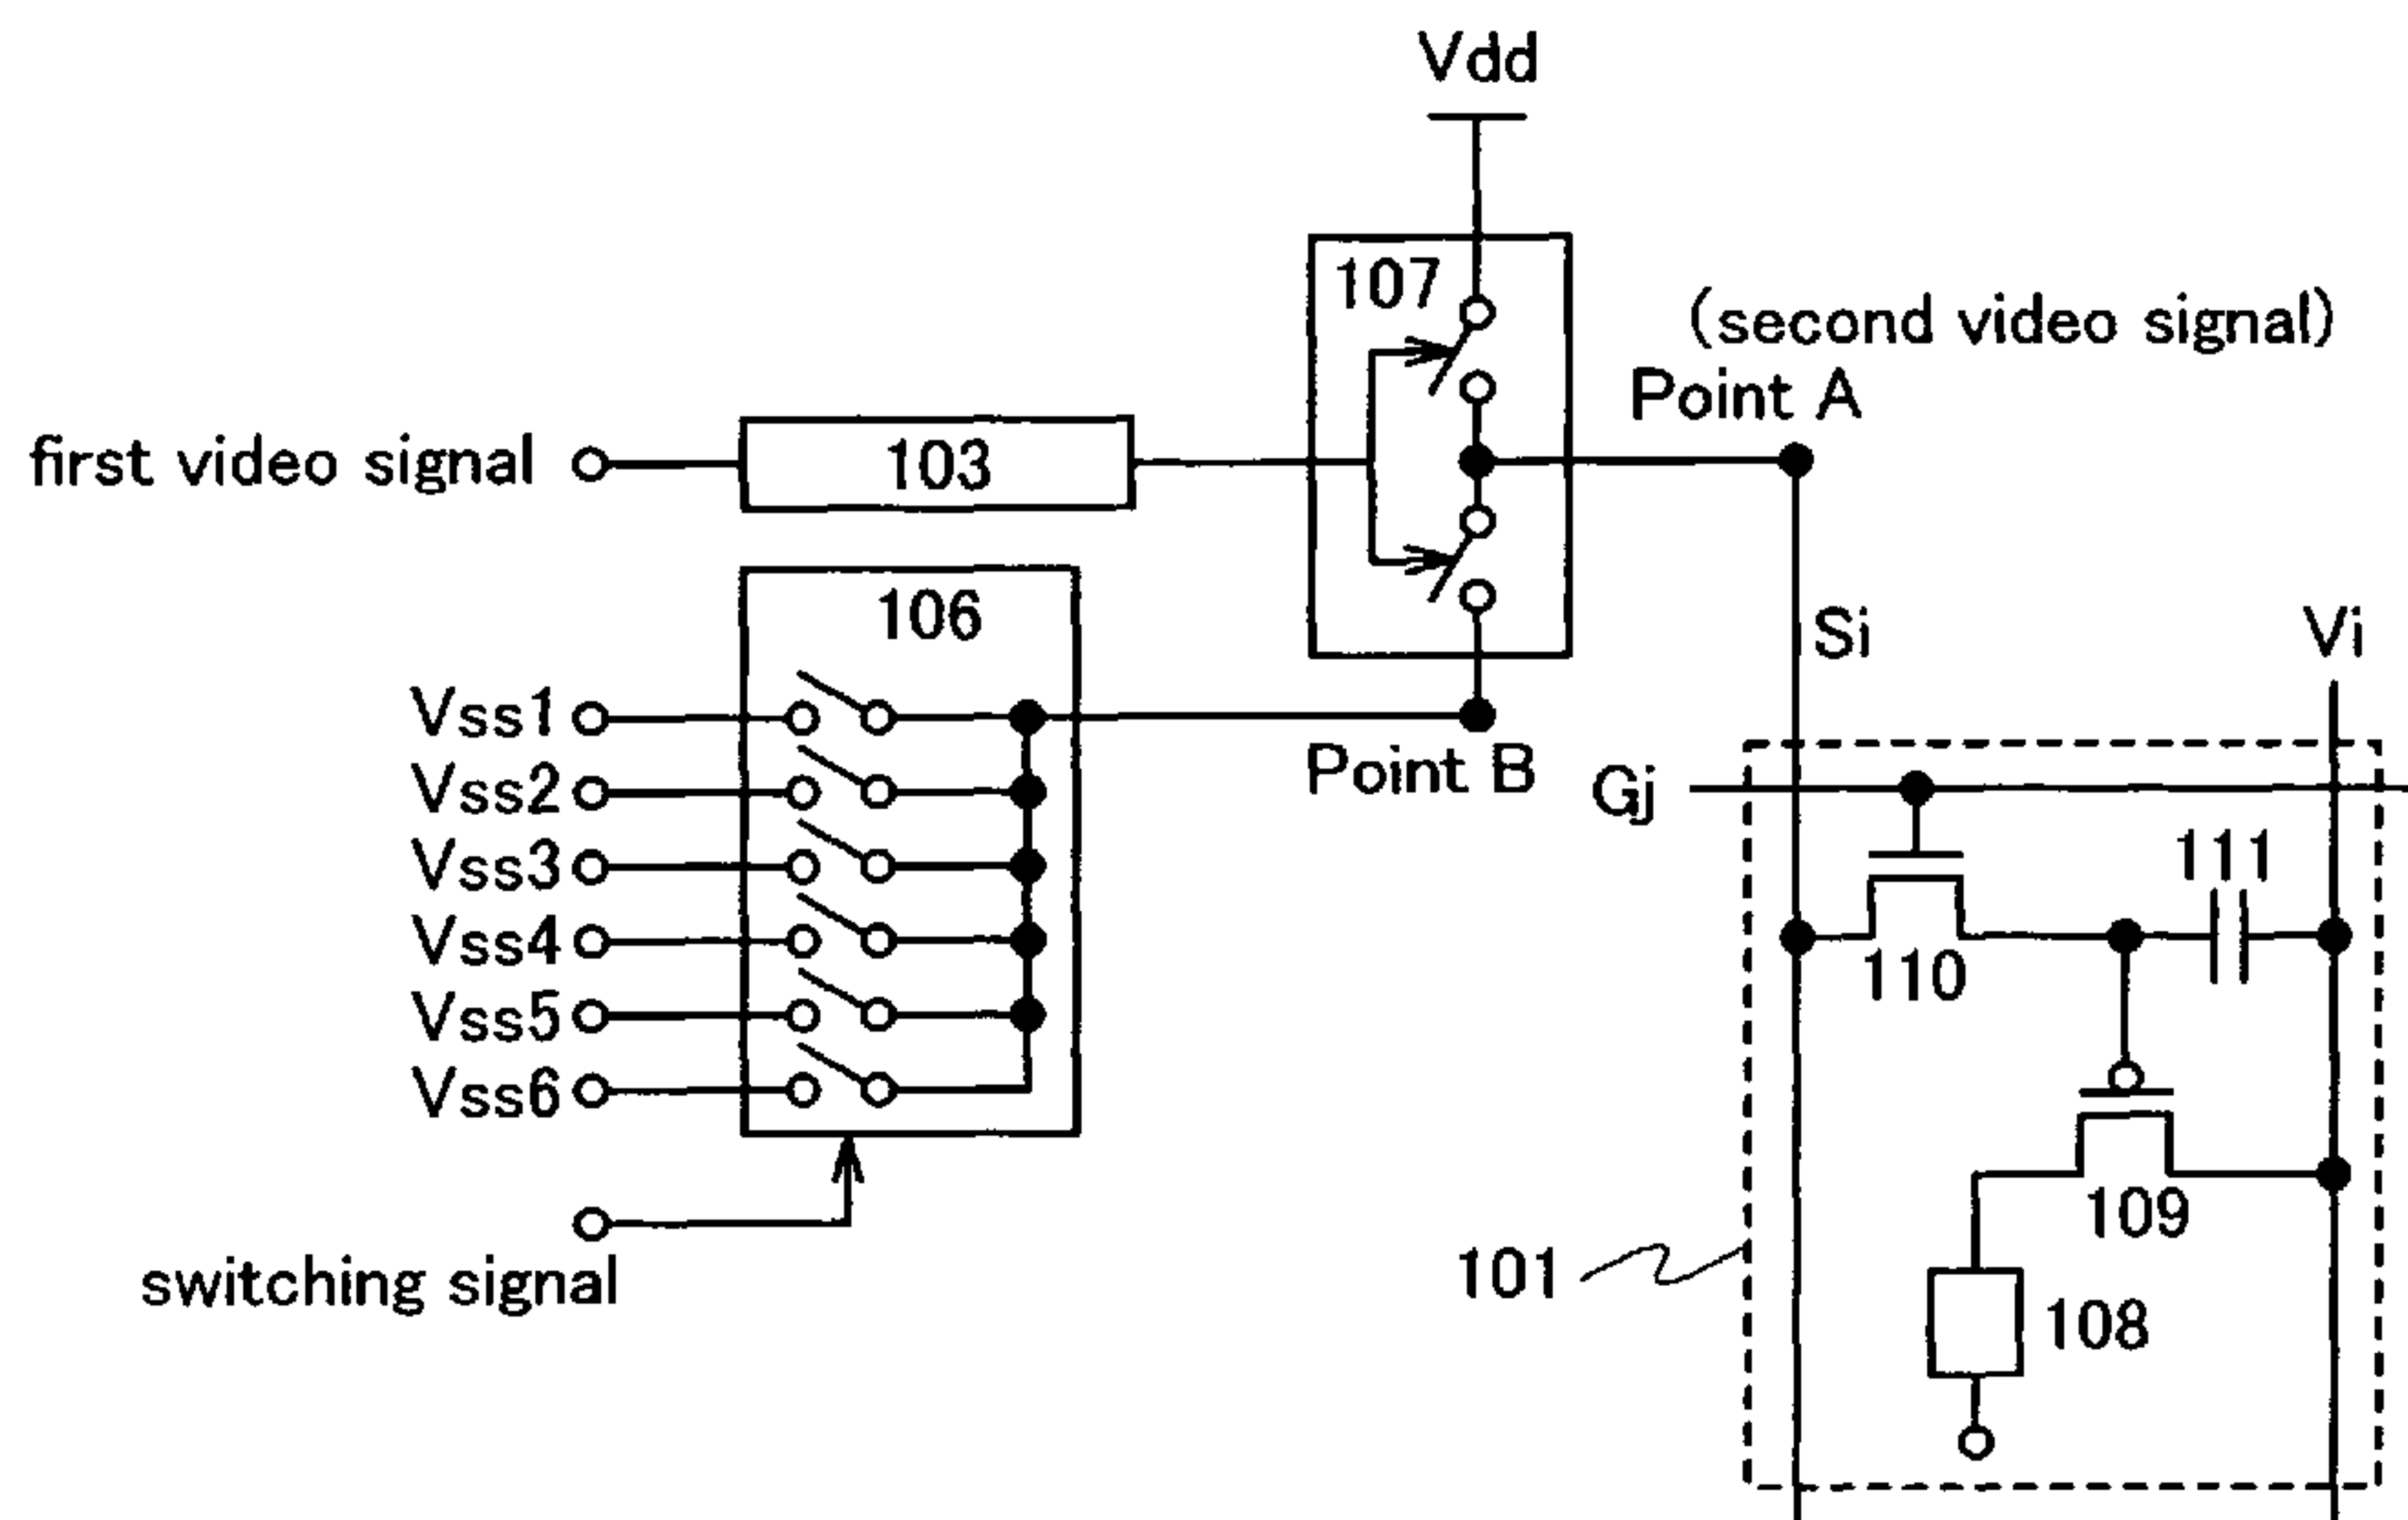 Vdd
107
(second video signal)
Point A
first video signal
103
106
Si
Vi
Vss1
Point B
Gj
Vss2
Vss3
111
Vss4
110
Vss5
Vss6
109
switching signal
101
108